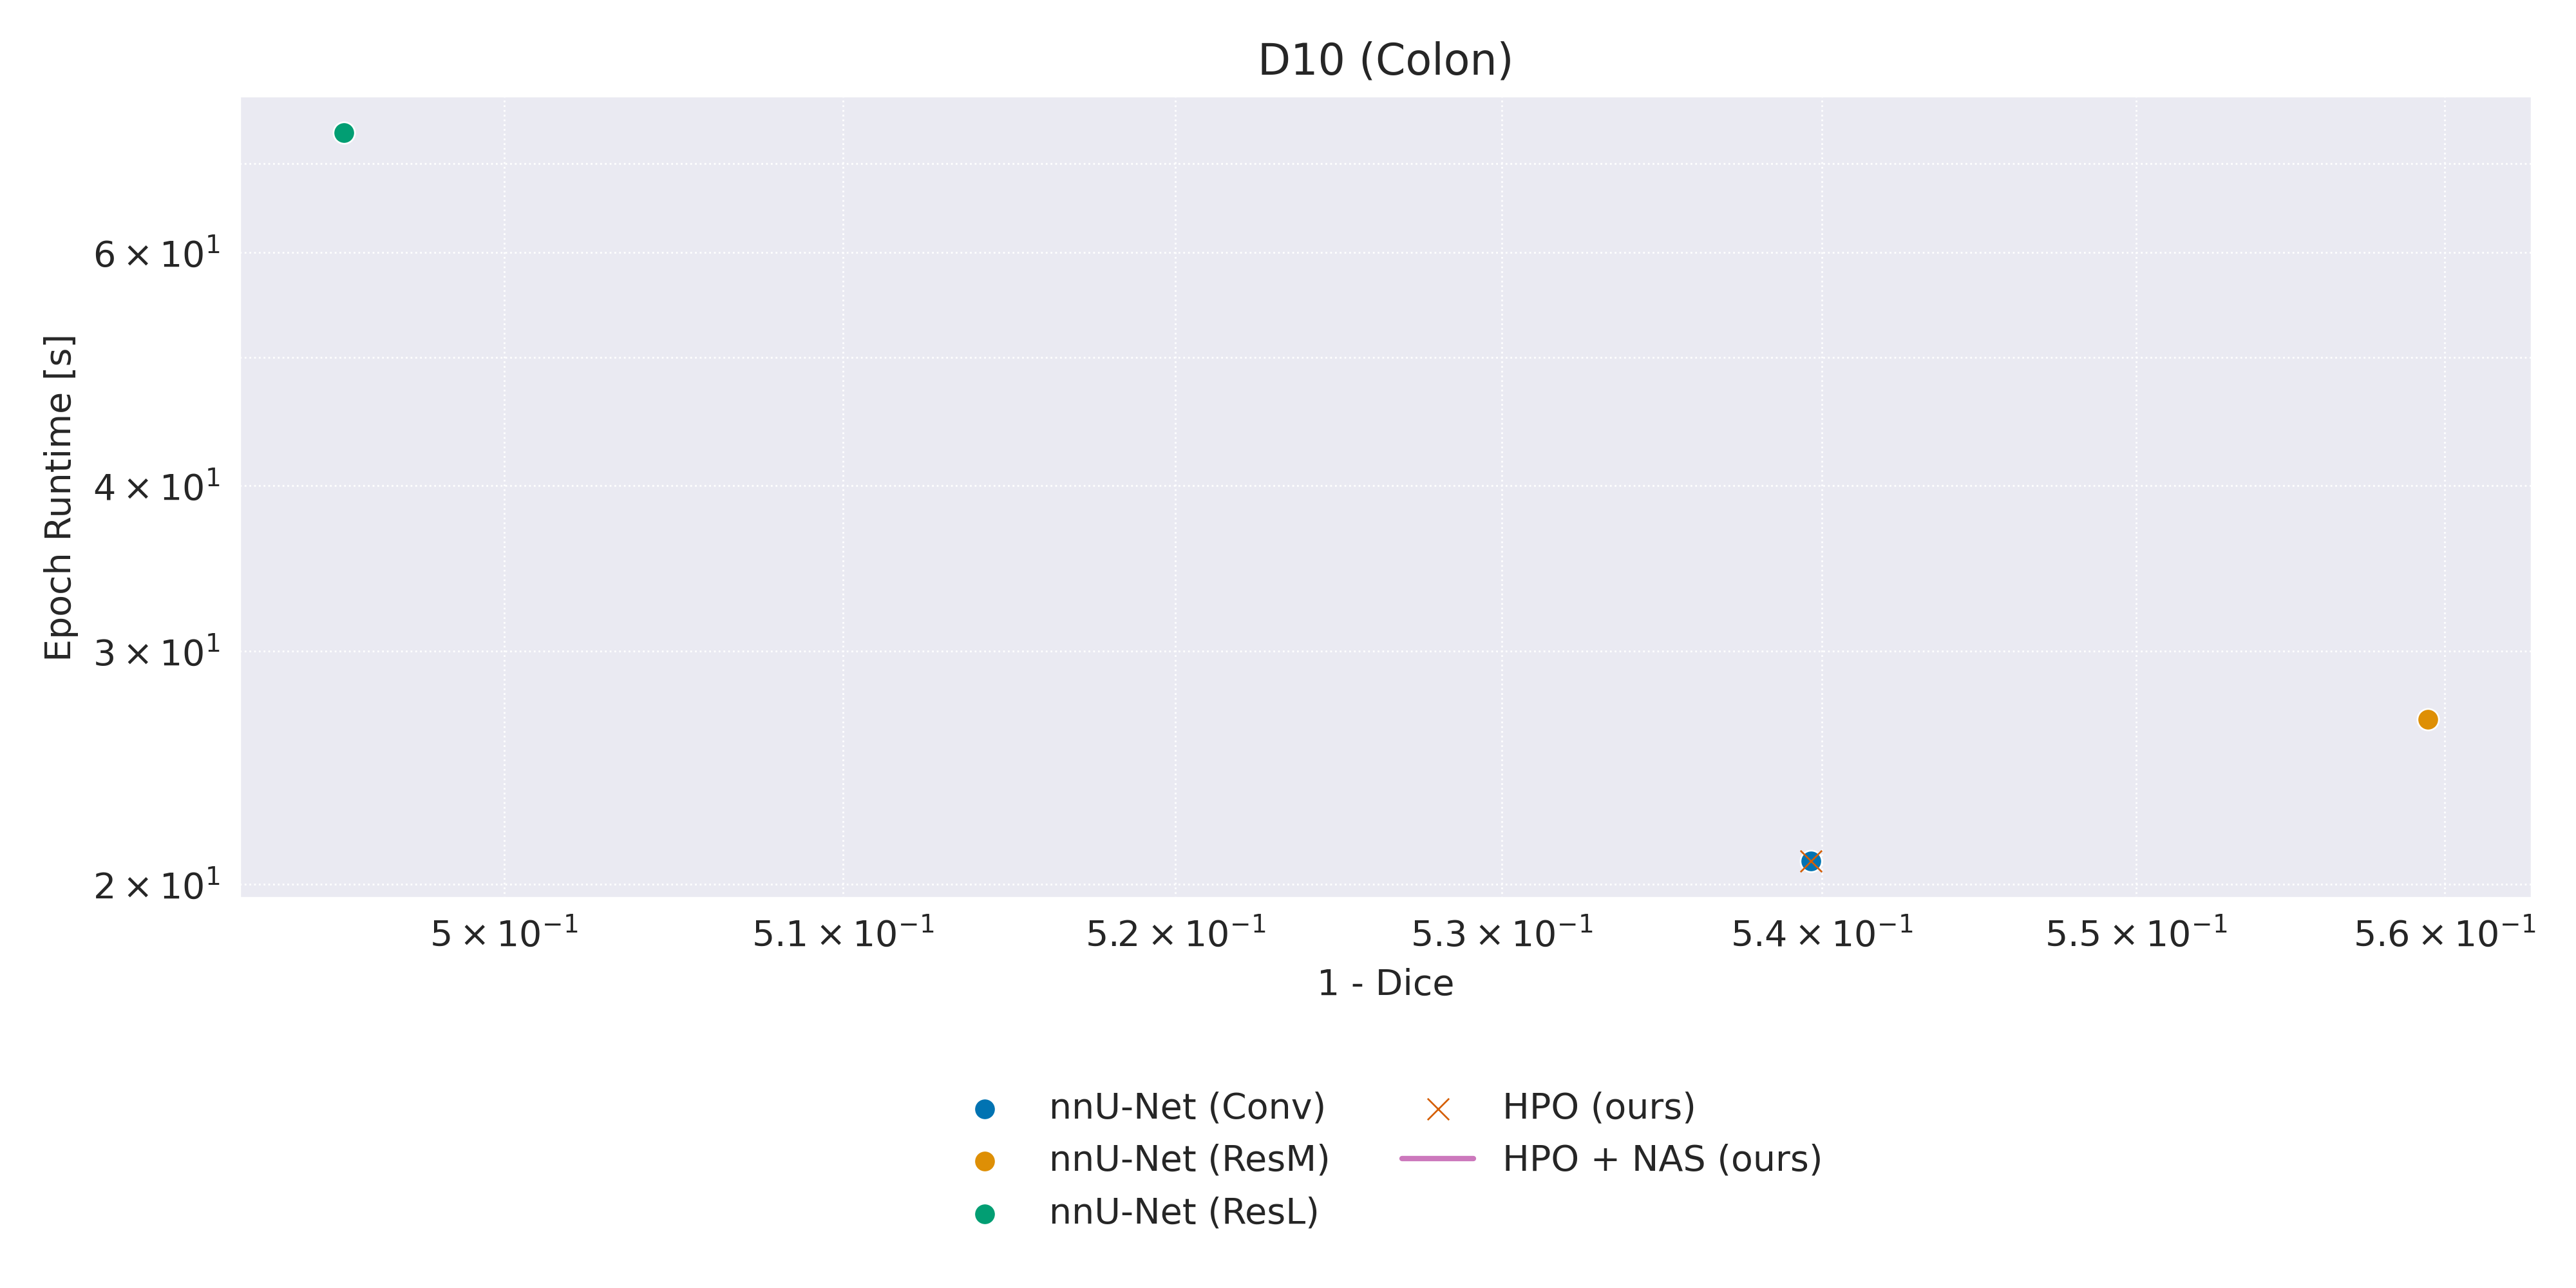 D10 (Colon)
Epoch Runtime [s]
6 × 10¹
4 × 10¹
3 × 10¹
2 × 10¹
5 × 10⁻¹ 5.1 × 10⁻¹ 5.2 × 10⁻¹ 5.3 × 10⁻¹ 5.4 × 10⁻¹ 5.5 × 10⁻¹ 5.6 × 10⁻¹
1 - Dice
nnU-Net (Conv)
nnU-Net (ResM)
nnU-Net (ResL)
HPO (ours)
HPO + NAS (ours)